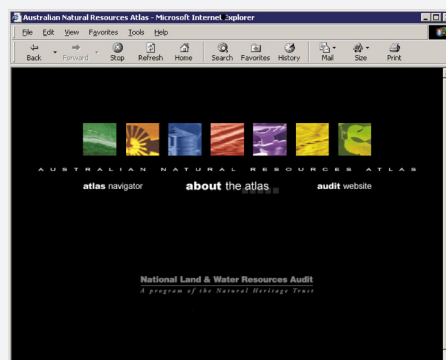 Australian Natural Resources Atlas - Microsoft Internet Explorer
File Edit View Favorites Tools Help
Back Forward Stop Refresh Home Search Favorites History Mail Size Print
AUSTRALIAN NATURAL RESOURCES ATLAS
atlas navigator about the atlas audit website
National Land & Water Resources Audit
A program of the Natural Heritage Trust